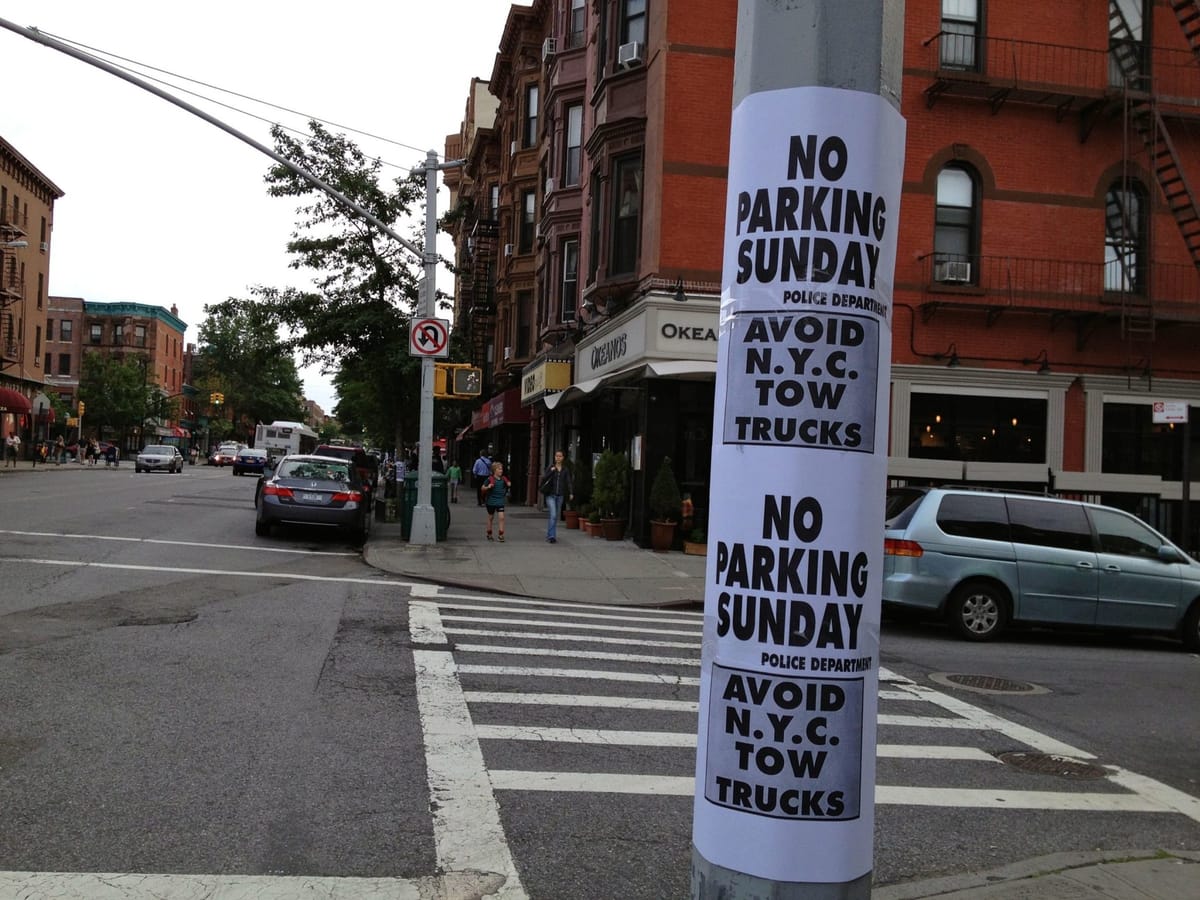 NO
PARKING
SUNDAY
POLICE DEPARTMENT
AVOID
N.Y.C.
TOW
TRUCKS
NO
PARKING
SUNDAY
POLICE DEPARTMENT
AVOID
N.Y.C.
TOW
TRUCKS
OKEANOS
OKEA